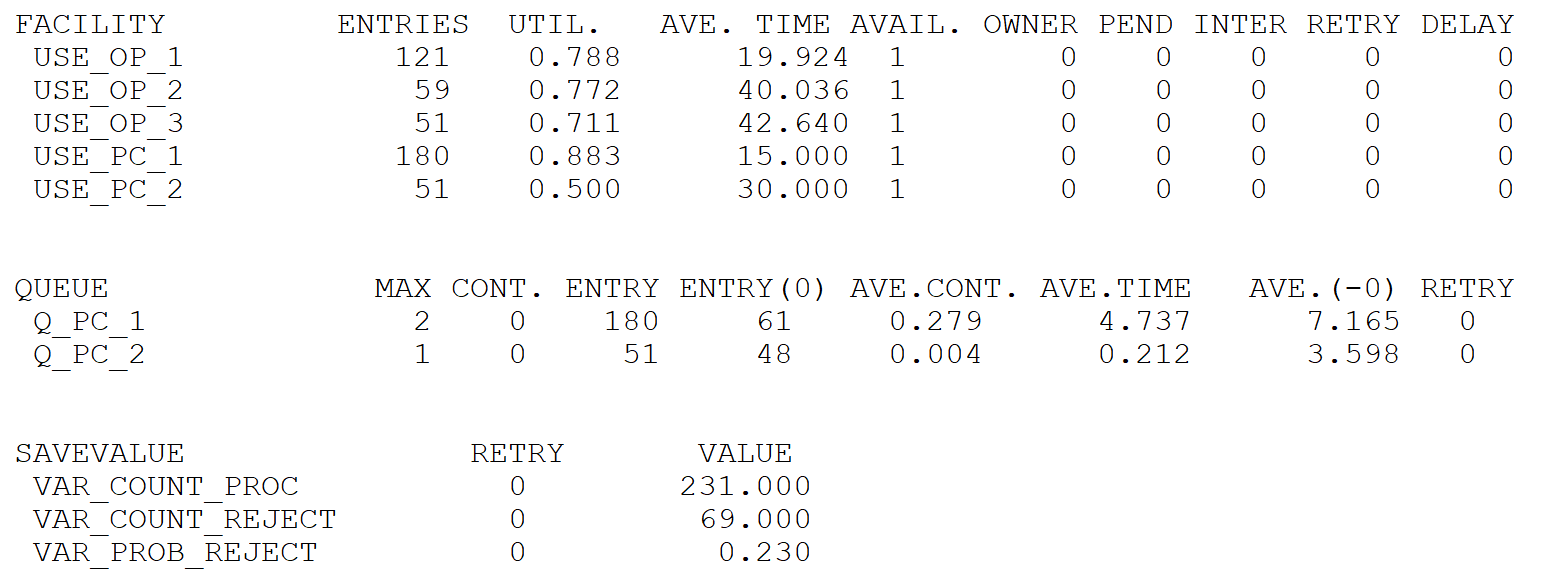 FACILITY ENTRIES UTIL. AVE. TIME AVAIL. OWNER PEND INTER RETRY DELAY
USE_OP_1 121 0.788 19.924 1 0 0 0 0 0
USE_OP_2 59 0.772 40.036 1 0 0 0 0 0
USE_OP_3 51 0.711 42.640 1 0 0 0 0 0
USE_PC_1 180 0.883 15.000 1 0 0 0 0 0
USE_PC_2 51 0.500 30.000 1 0 0 0 0 0
QUEUE MAX CONT. ENTRY ENTRY(0) AVE.CONT. AVE.TIME AVE.(-0) RETRY
Q_PC_1 2 0 180 61 0.279 4.737 7.165 0
Q_PC_2 1 0 51 48 0.004 0.212 3.598 0
SAVEVALUE RETRY VALUE
VAR_COUNT_PROC 0 231.000
VAR_COUNT_REJECT 0 69.000
VAR_PROB_REJECT 0 0.230